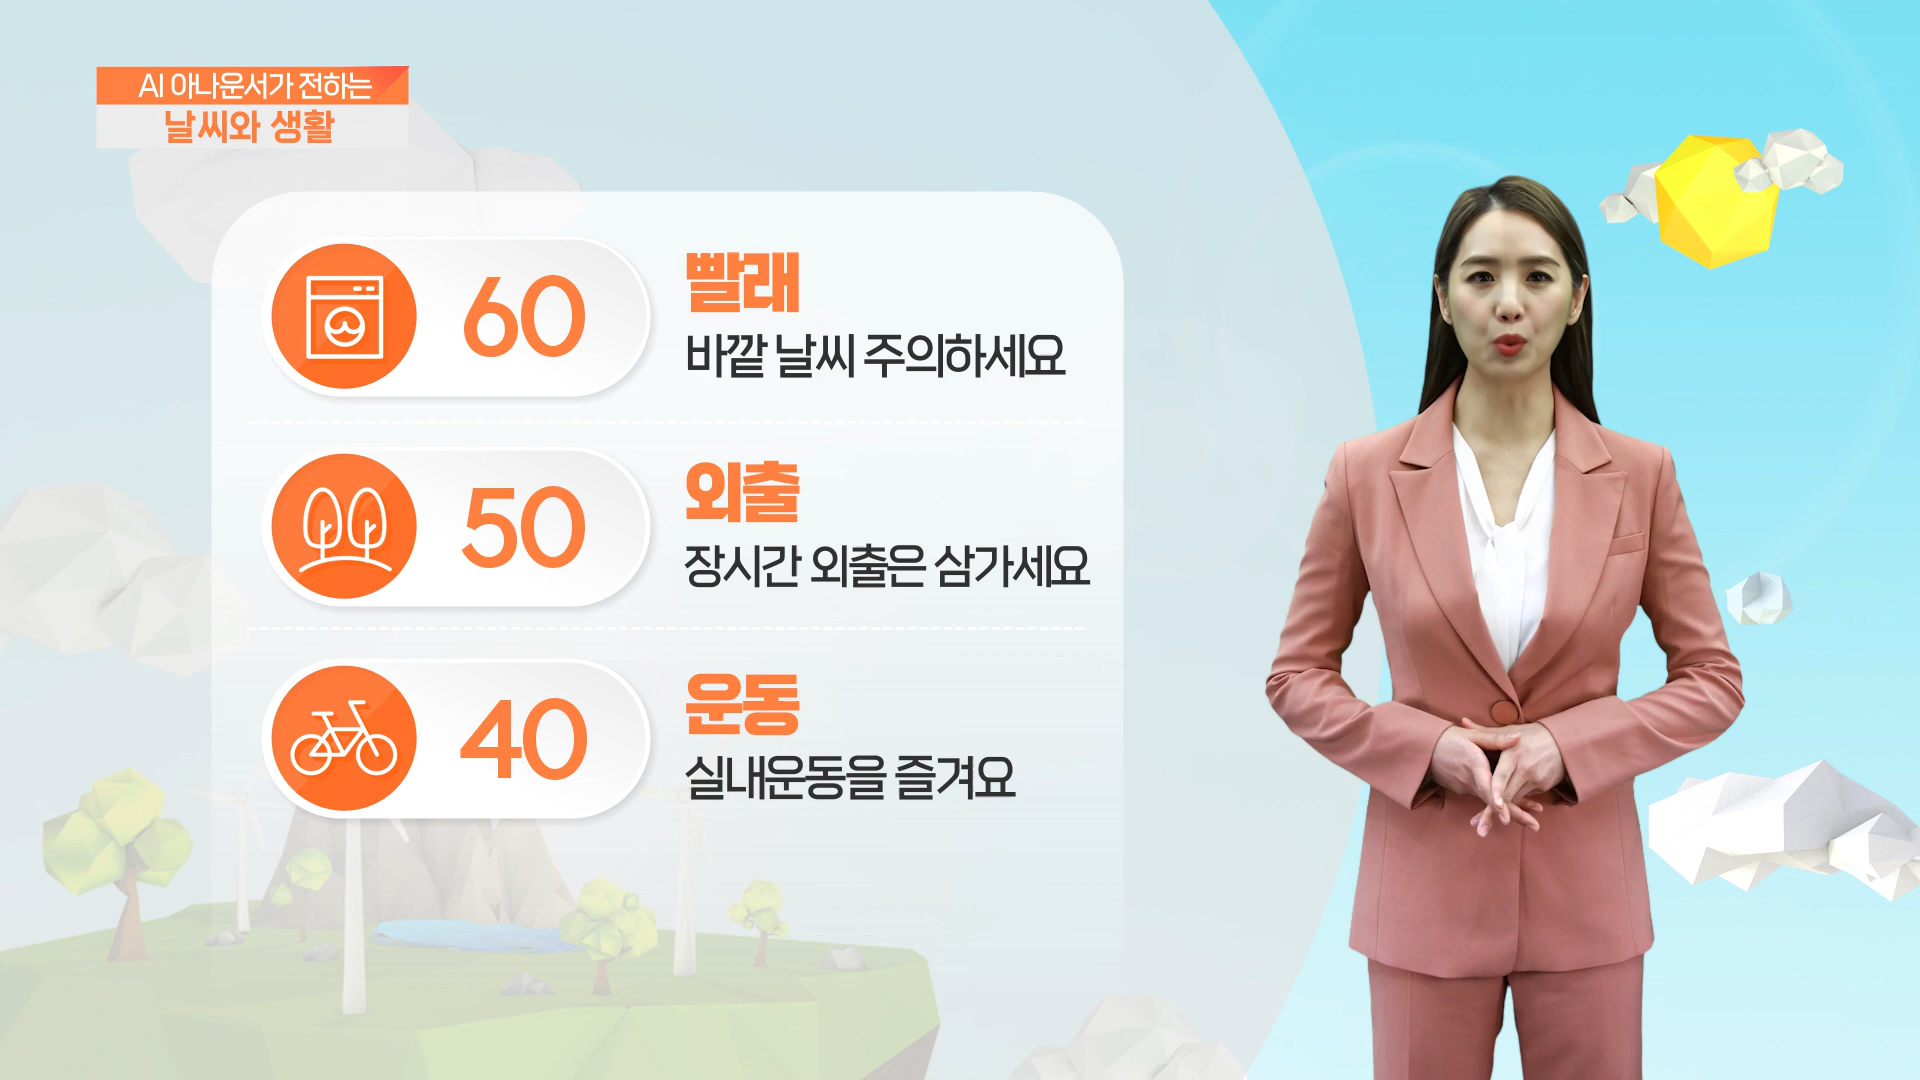 AI 아나운서가 전하는
날씨와 생활
60
빨래
바깥 날씨 주의하세요
50
외출
장시간 외출은 삼가세요
40
운동
실내운동을 즐겨요